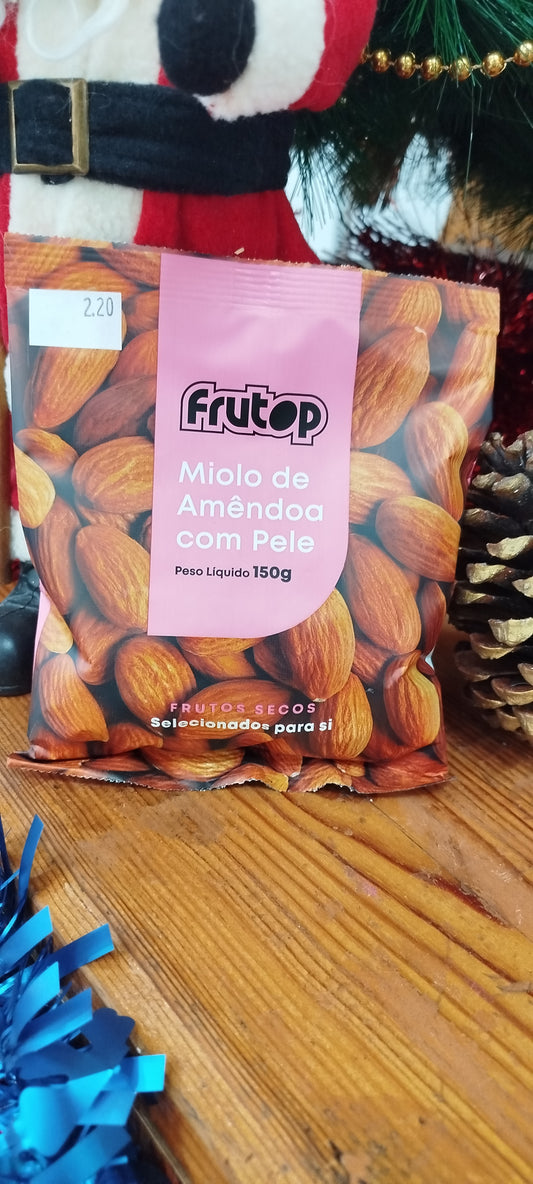 2.20
Frutop
Miolo de
Amêndoa
com Pele
Peso Líquido 150g
FRUTOS SECOS
Selecionados para si